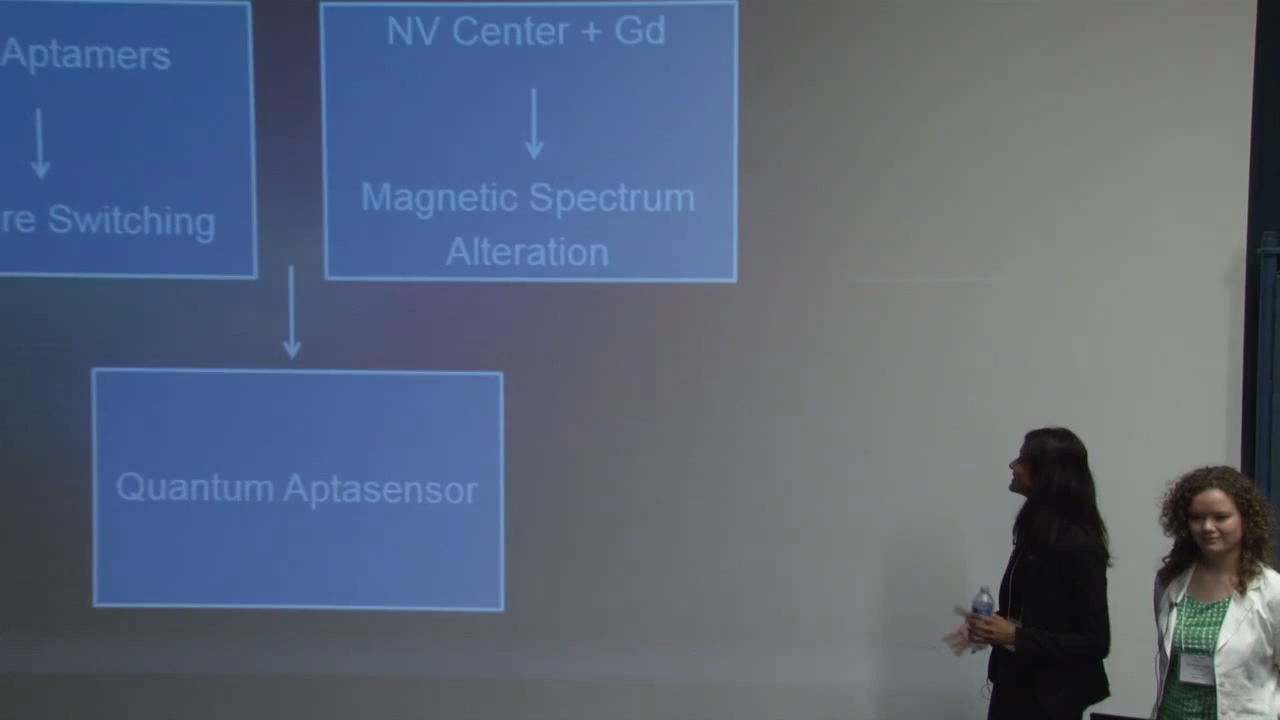 Aptamers
re Switching
NV Center + Gd
Magnetic Spectrum
Alteration
Quantum Aptasensor